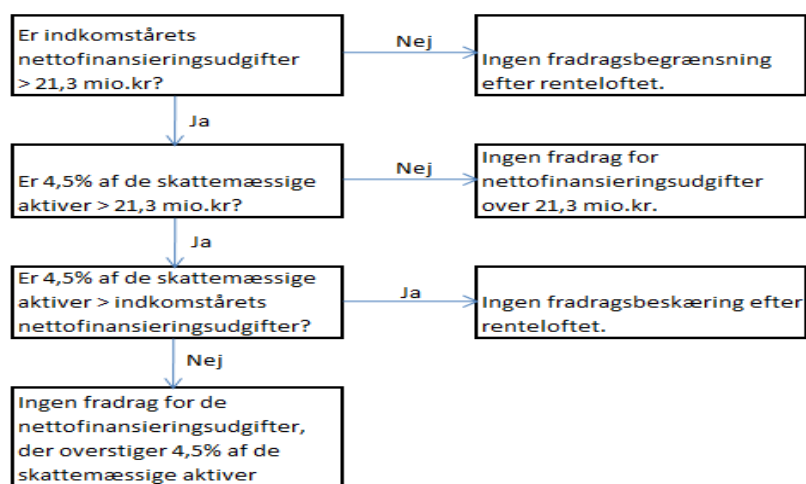 Er indkomstårets
nettofinansieringsudgifter
> 21,3 mio.kr?
Nej
Ingen fradragsbegrænsning
efter renteloftet.
Ja
Er 4,5% af de skattemæssige
aktiver > 21,3 mio.kr?
Nej
Ingen fradrag for
nettofinansieringsudgifter
over 21,3 mio.kr.
Ja
Er 4,5% af de skattemæssige
aktiver > indkomstårets
nettofinansieringsudgifter?
Ja
Ingen fradragsbeskæring efter
renteloftet.
Nej
Ingen fradrag for de
nettofinansieringsudgifter,
der overstiger 4,5% af de
skattemæssige aktiver